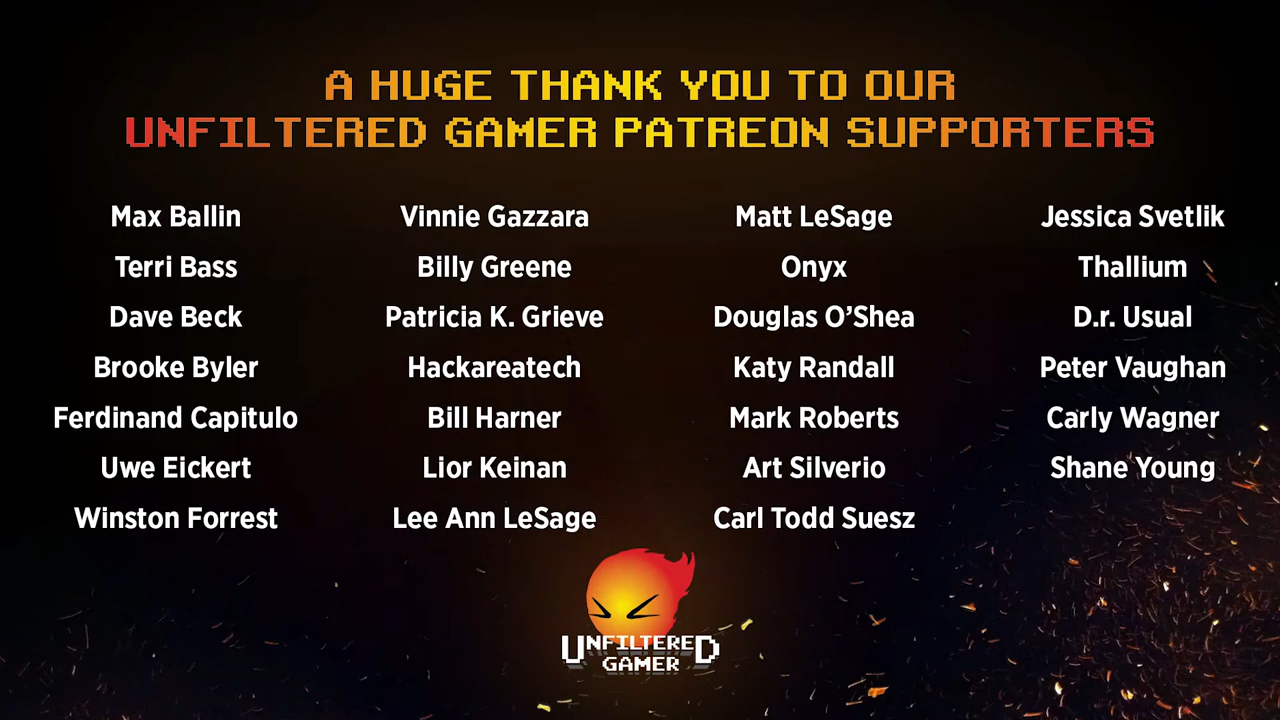 A HUGE THANK YOU TO OUR
UNFILTERED GAMER PATREON SUPPORTERS
Max Ballin
Terri Bass
Dave Beck
Brooke Byler
Ferdinand Capitulo
Uwe Eickert
Winston Forrest
Vinnie Gazzara
Billy Greene
Patricia K. Grieve
Hackareatech
Bill Harner
Lior Keinan
Lee Ann LeSage
Matt LeSage
Onyx
Douglas O’Shea
Katy Randall
Mark Roberts
Art Silverio
Carl Todd Suesz
Jessica Svetlik
Thallium
D.r. Usual
Peter Vaughan
Carly Wagner
Shane Young
UNFILTERED
GAMER